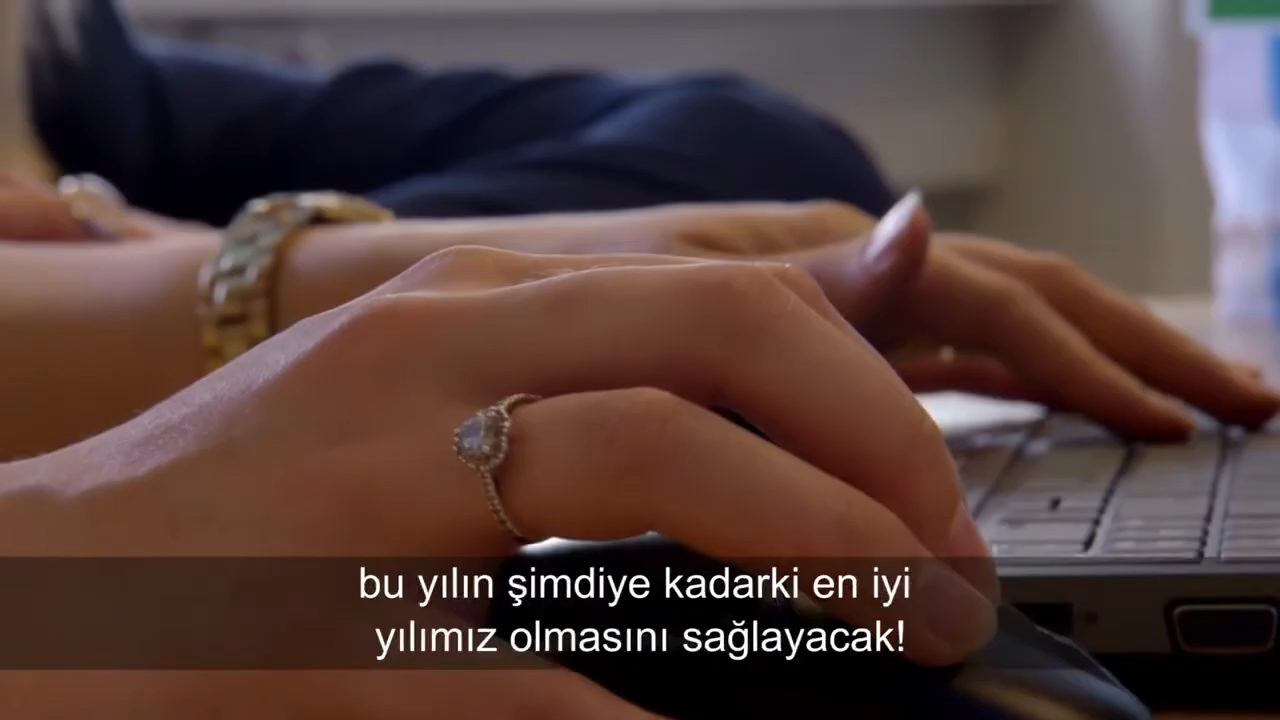 bu yılın şimdiye kadarki en iyi
yılımız olmasını sağlayacak!